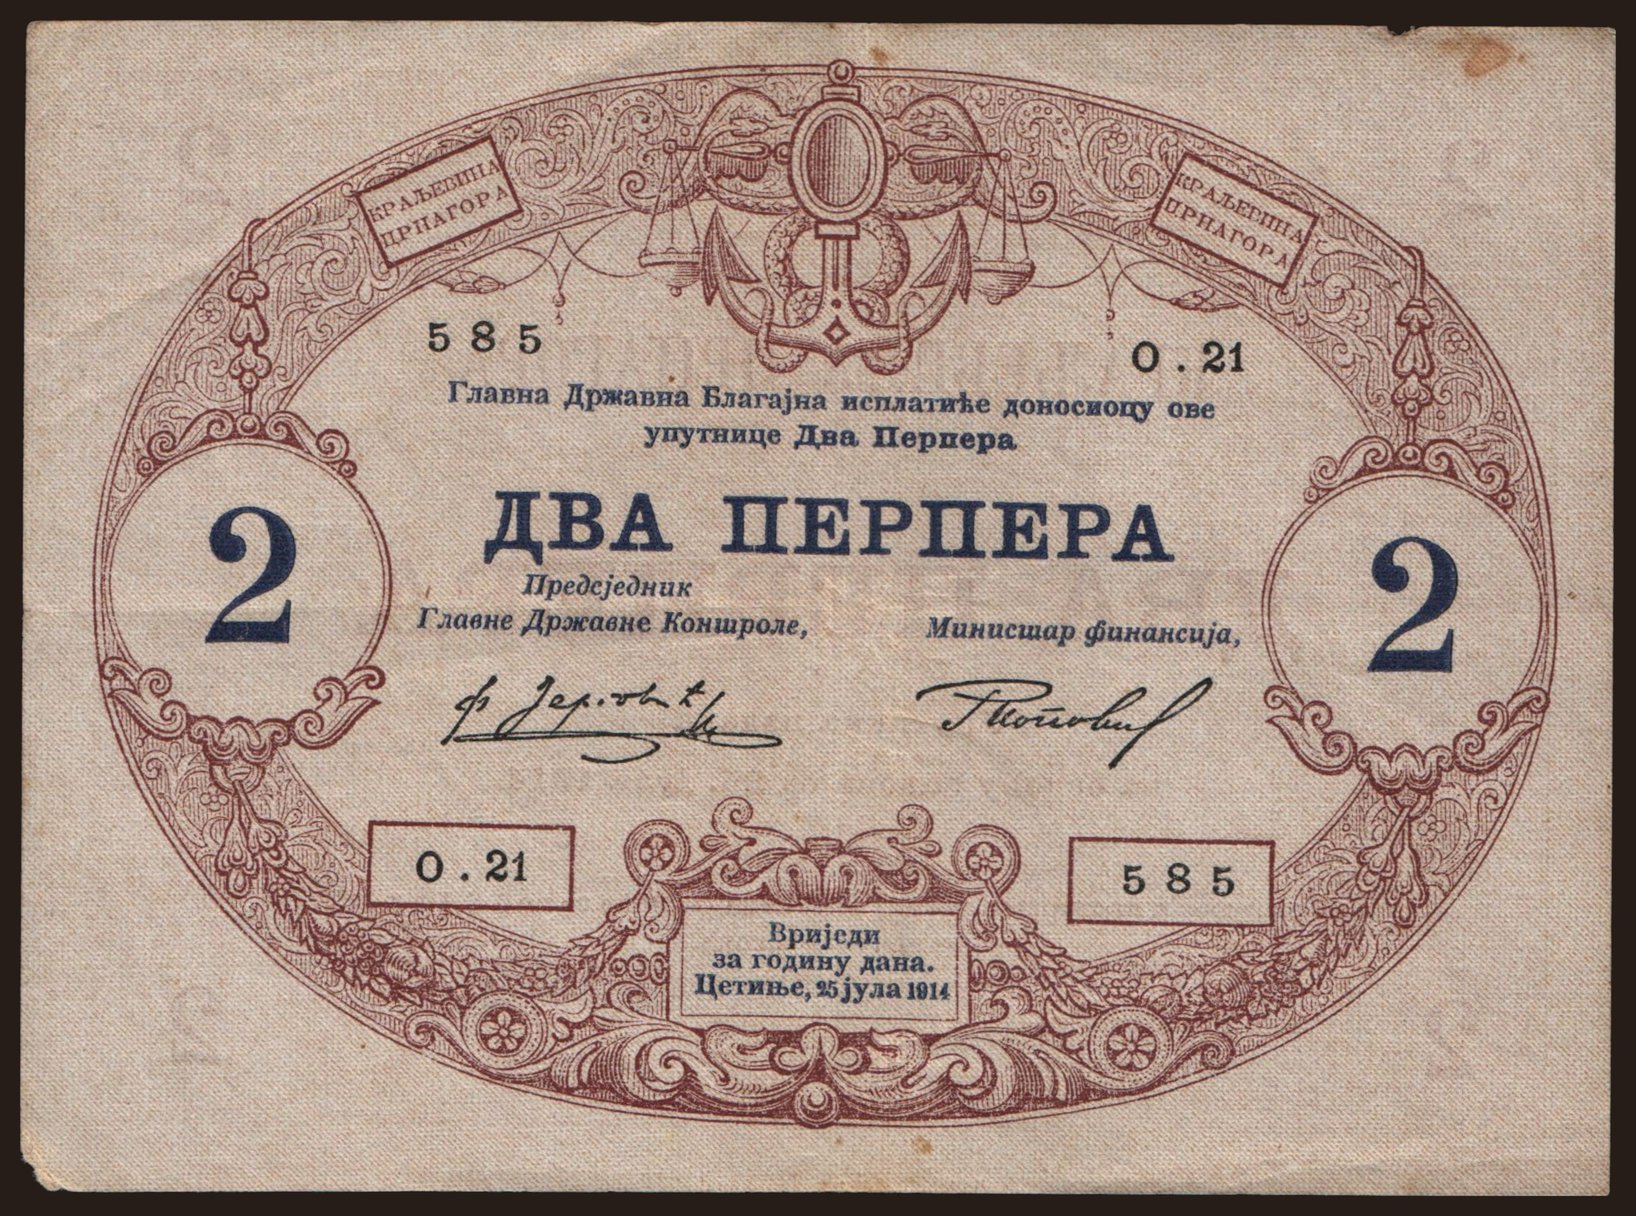 КРАЉЕВИНА
ЦРНАГОРА
КРАЉЕВИНА
ЦРНАГОРА
585
О . 21
Главна Државна Благајна исплатиће доносиоцу ове
упутнице Два Перпера
ДВА ПЕРПЕРА
2
2
Предсједник
Главне Државне Контроле,
Министар финансија,
О . 21
585
Вриједи
за годину дана.
Цетиње, 25 јула 1914